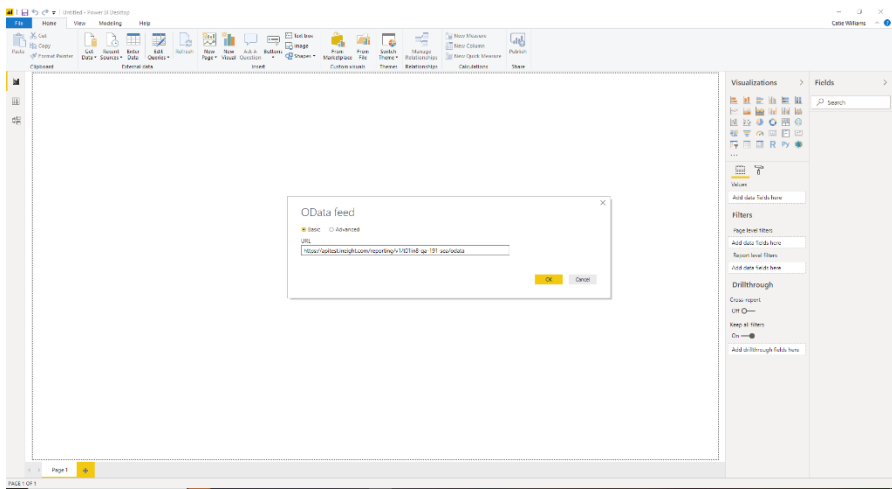 Untitled - Power BI Desktop
Catie Williams
File Home View Modeling Help
Paste
Cut
Copy
Format Painter
Clipboard
Get Data
Recent Sources
Enter Data
Edit Queries
Refresh
External data
New Page
New Visual
Ask A Question
Buttons
Text box
Image
Shapes
Insert
From Marketplace
From File
Custom visuals
Switch Theme
Themes
Manage Relationships
Relationships
New Measure
New Column
New Quick Measure
Calculations
Publish
Share
OData feed
Basic Advanced
URL
OK Cancel
Visualizations
Values
Add data fields here
Filters
Page level filters
Add data fields here
Report level filters
Add data fields here
Drillthrough
Cross report
Off
Keep all filters
On
Add drillthrough fields here
Fields
Search
Page 1
PAGE 1 OF 1